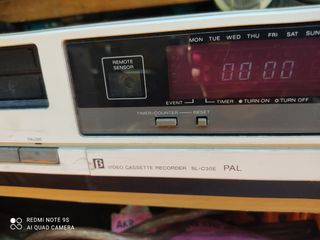 MON TUE WED THU FRI SAT SUN
REMOTE
SENSOR
00:00
EVENT TIMER TURN ON TURN OFF
TIMER-COUNTER RESET
PAUSE
B VIDEO CASSETTE RECORDER SL-C30E PAL
REDMI NOTE 9S
AI QUAD CAMERA